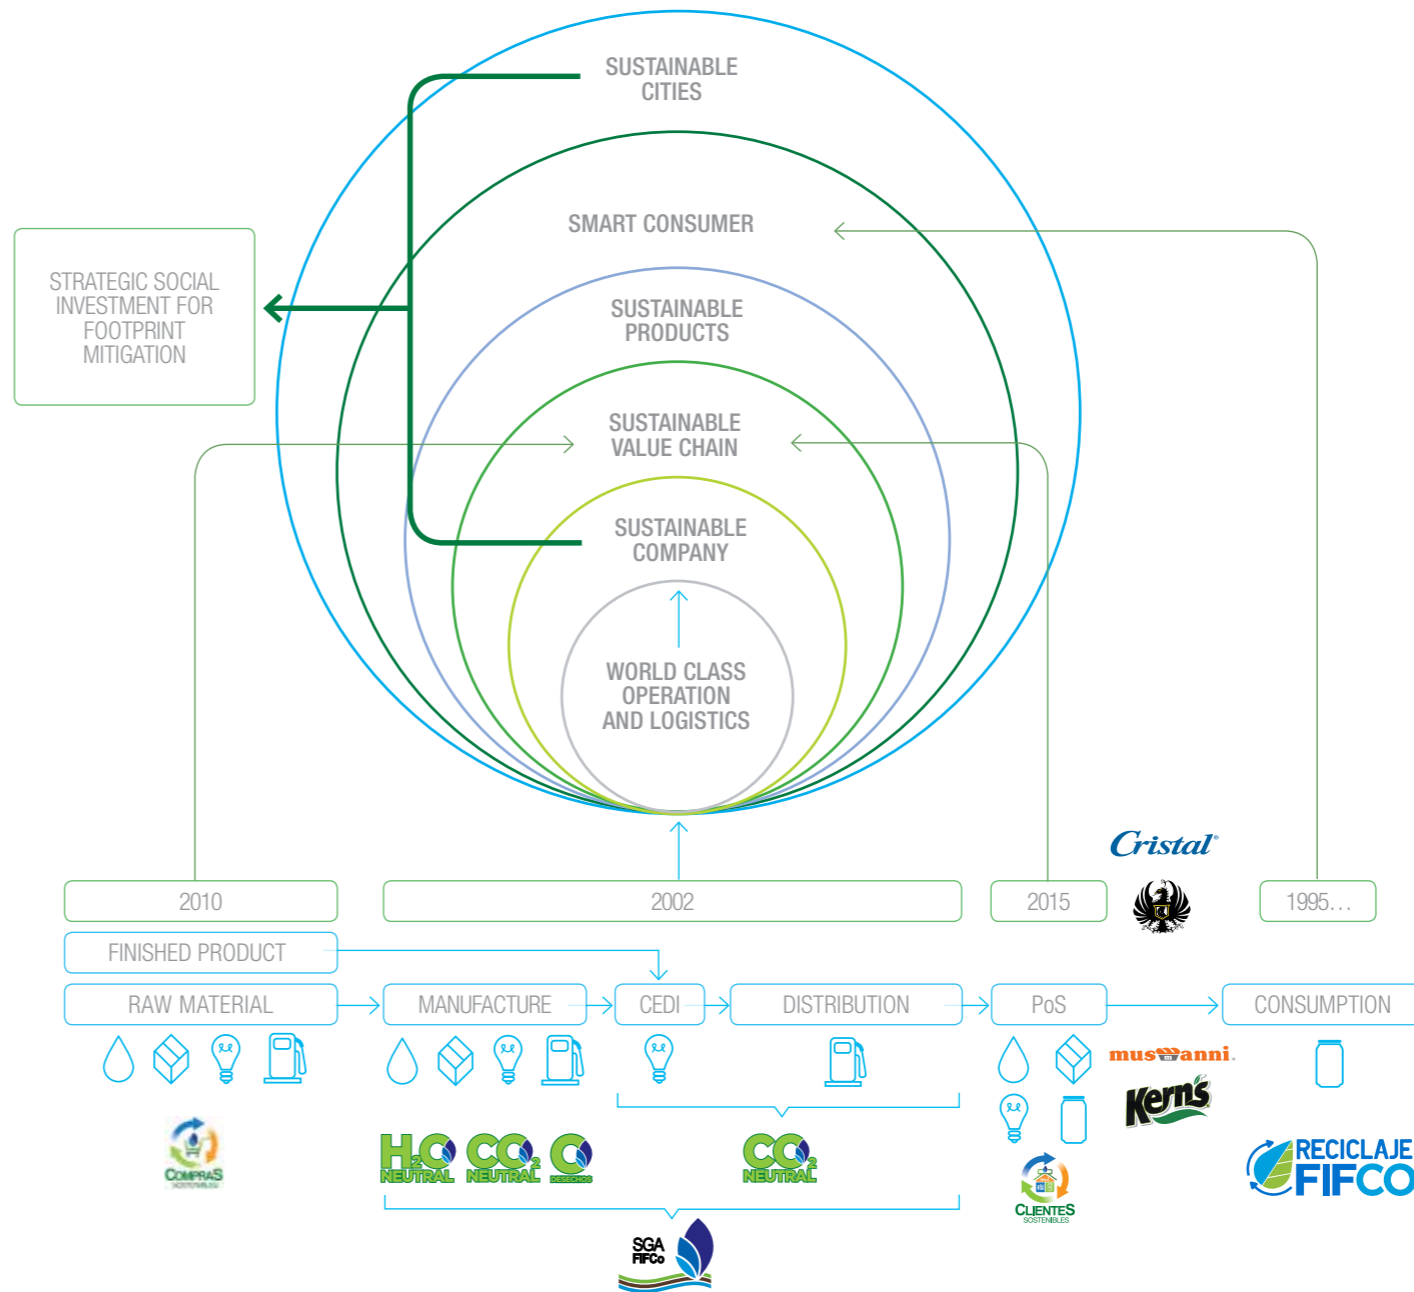 SUSTAINABLE
CITIES
SMART CONSUMER
STRATEGIC SOCIAL
INVESTMENT FOR
FOOTPRINT
MITIGATION
SUSTAINABLE
PRODUCTS
SUSTAINABLE
VALUE CHAIN
SUSTAINABLE
COMPANY
WORLD CLASS
OPERATION
AND LOGISTICS
Cristal®
2010
2002
2015
1995...
FINISHED PRODUCT
RAW MATERIAL
MANUFACTURE
CEDI
DISTRIBUTION
PoS
CONSUMPTION
musmanni.
Kern's
COMPRAS
SOSTENIBLES
H2O
NEUTRAL
CO2
NEUTRAL
O
DESECHOS
CO2
NEUTRAL
CLIENTES
SOSTENIBLES
RECICLAJE
FIFCO
SGA
FIFCo